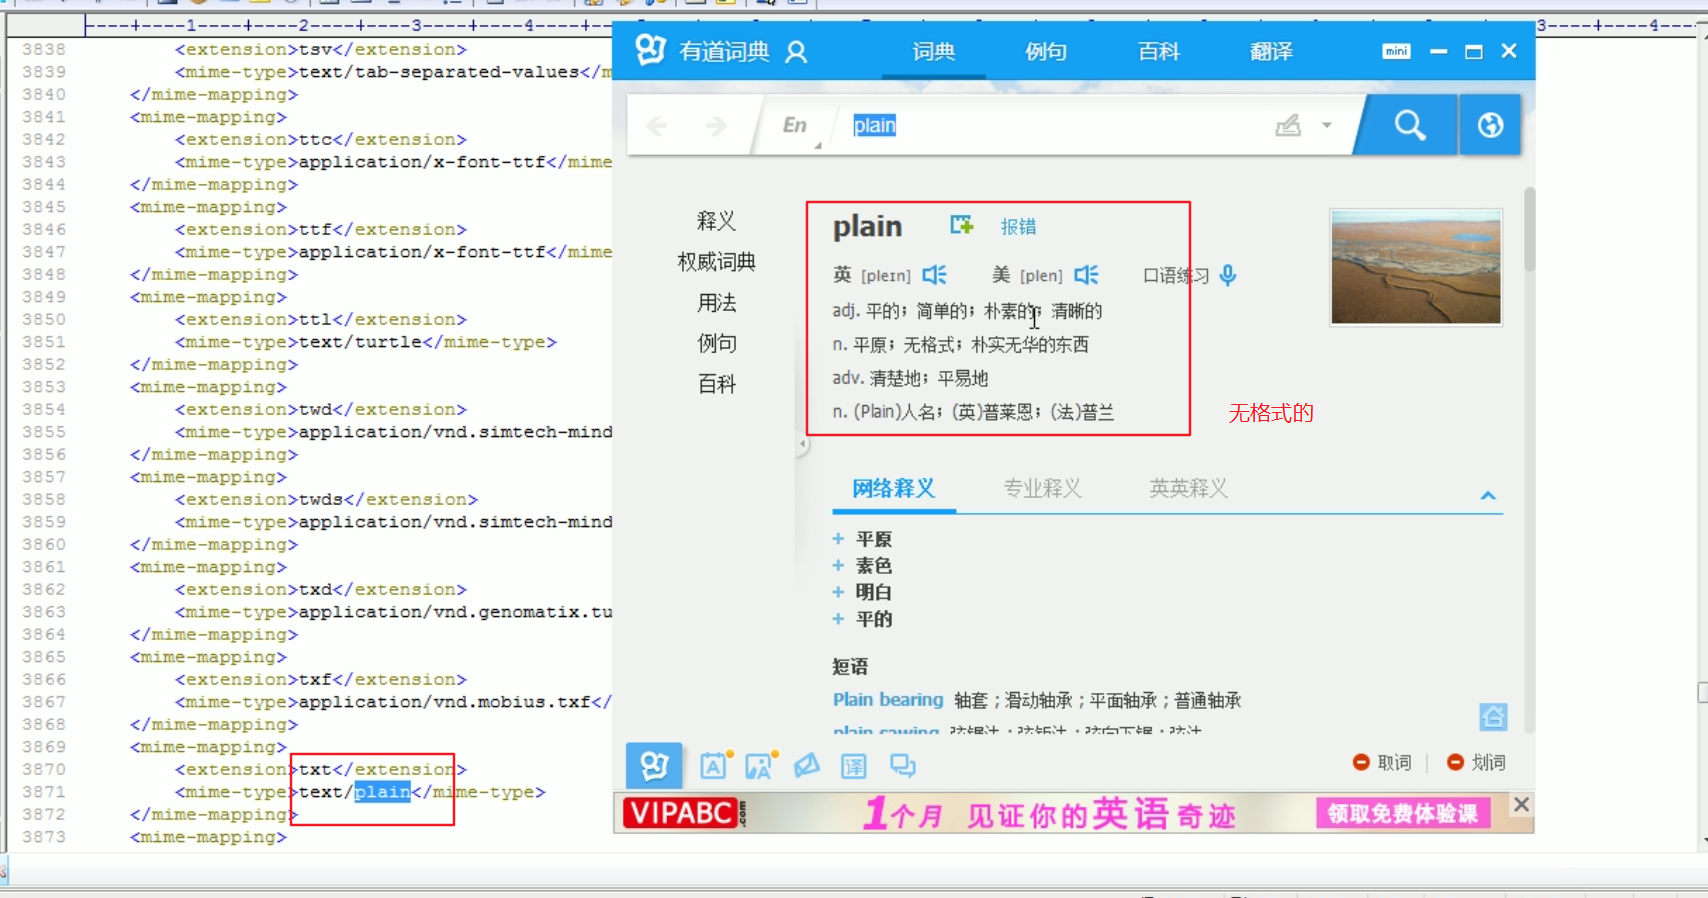 ----+----1----+----2----+----3----+----4----+
3----+----4----
3838 <extension>tsv</extension>
3839 <mime-type>text/tab-separated-values</m
3840 </mime-mapping>
3841 <mime-mapping>
3842 <extension>ttc</extension>
3843 <mime-type>application/x-font-ttf</mime
3844 </mime-mapping>
3845 <mime-mapping>
3846 <extension>ttf</extension>
3847 <mime-type>application/x-font-ttf</mime
3848 </mime-mapping>
3849 <mime-mapping>
3850 <extension>ttl</extension>
3851 <mime-type>text/turtle</mime-type>
3852 </mime-mapping>
3853 <mime-mapping>
3854 <extension>twd</extension>
3855 <mime-type>application/vnd.simtech-mind
3856 </mime-mapping>
3857 <mime-mapping>
3858 <extension>twds</extension>
3859 <mime-type>application/vnd.simtech-mind
3860 </mime-mapping>
3861 <mime-mapping>
3862 <extension>txd</extension>
3863 <mime-type>application/vnd.genomatix.tu
3864 </mime-mapping>
3865 <mime-mapping>
3866 <extension>txf</extension>
3867 <mime-type>application/vnd.mobius.txf</
3868 </mime-mapping>
3869 <mime-mapping>
3870 <extension>txt</extension>
3871 <mime-type>text/plain</mime-type>
3872 </mime-mapping>
3873 <mime-mapping>
有道词典 词典 例句 百科 翻译 mini
En plain
释义
权威词典
用法
例句
百科
plain 报错
英 [pleɪn] 美 [plen] 口语练习
adj. 平的；简单的；朴素的；清晰的
n. 平原；无格式；朴实无华的东西
adv. 清楚地；平易地
n. (Plain)人名；(英)普莱恩；(法)普兰
无格式的
网络释义 专业释义 英英释义
+ 平原
+ 素色
+ 明白
+ 平的
短语
Plain bearing 轴套；滑动轴承；平面轴承；普通轴承
plain sawing
A A 译 取词 划词
VIPABC.com 1个月 见证你的英语奇迹 领取免费体验课